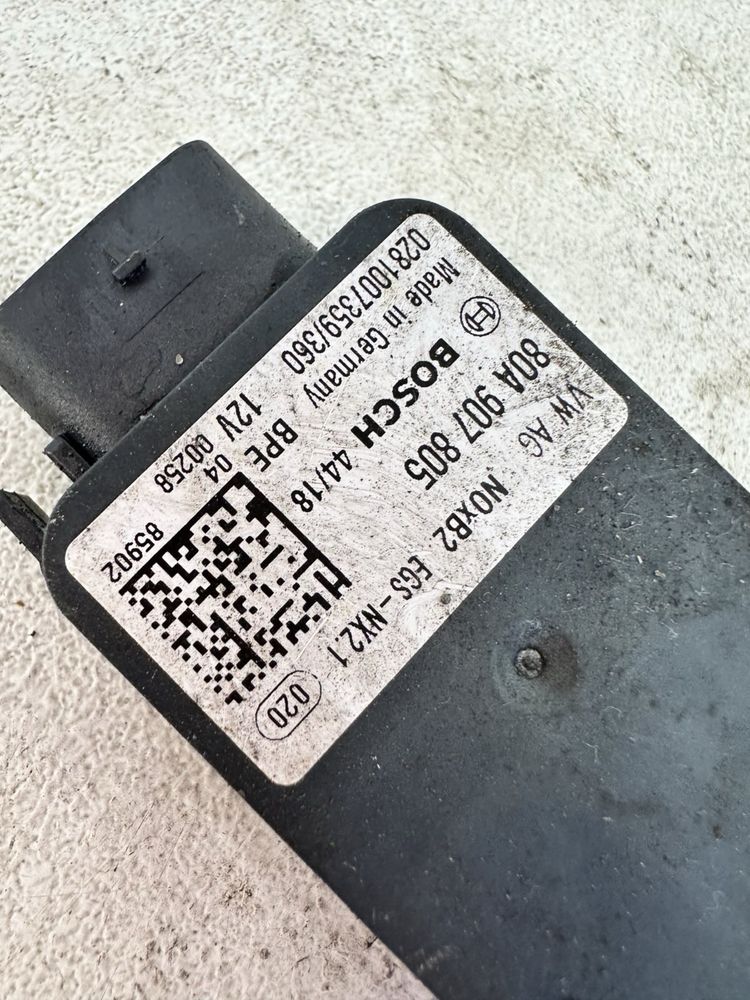 VW AG NOxB2 EGS-NX2.1 020
80A 907 805
BOSCH 44/18
Made in Germany BPE 04
0281007359/360 12V 00258 85902